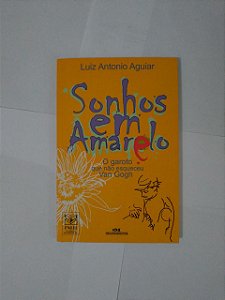 Luiz Antonio Aguiar
Sonhos
em
Amarelo
O garoto
que não esqueceu
Van Gogh